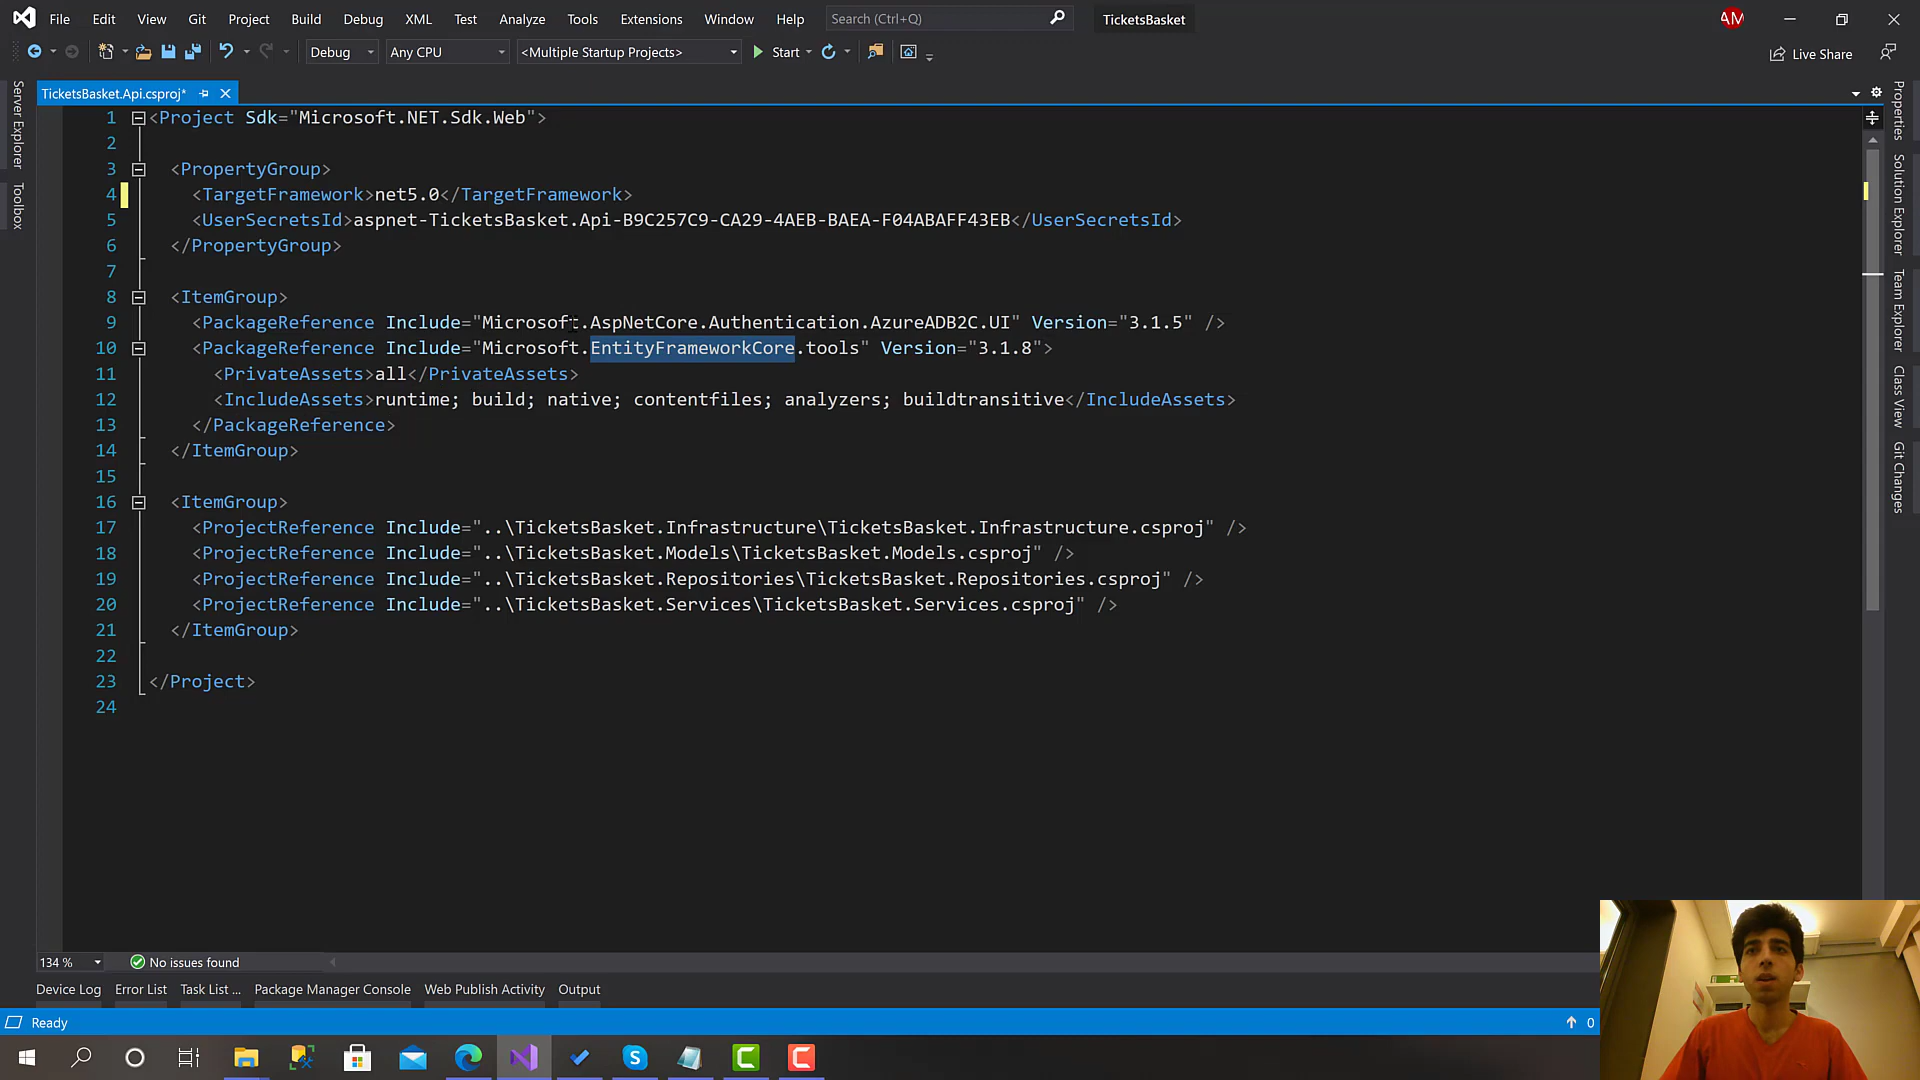 File Edit View Git Project Build Debug XML Test Analyze Tools Extensions Window Help Search (Ctrl+Q) TicketsBasket AM
Debug Any CPU <Multiple Startup Projects> Start Live Share
TicketsBasket.Api.csproj*
Server Explorer
Toolbox
1 <Project Sdk="Microsoft.NET.Sdk.Web">
2
3 <PropertyGroup>
4 <TargetFramework>net5.0</TargetFramework>
5 <UserSecretsId>aspnet-TicketsBasket.Api-B9C257C9-CA29-4AEB-BAEA-F04ABAFF43EB</UserSecretsId>
6 </PropertyGroup>
7
8 <ItemGroup>
9 <PackageReference Include="Microsoft.AspNetCore.Authentication.AzureADB2C.UI" Version="3.1.5" />
10 <PackageReference Include="Microsoft.EntityFrameworkCore.tools" Version="3.1.8">
11 <PrivateAssets>all</PrivateAssets>
12 <IncludeAssets>runtime; build; native; contentfiles; analyzers; buildtransitive</IncludeAssets>
13 </PackageReference>
14 </ItemGroup>
15
16 <ItemGroup>
17 <ProjectReference Include="..\TicketsBasket.Infrastructure\TicketsBasket.Infrastructure.csproj" />
18 <ProjectReference Include="..\TicketsBasket.Models\TicketsBasket.Models.csproj" />
19 <ProjectReference Include="..\TicketsBasket.Repositories\TicketsBasket.Repositories.csproj" />
20 <ProjectReference Include="..\TicketsBasket.Services\TicketsBasket.Services.csproj" />
21 </ItemGroup>
22
23 </Project>
24
Properties
Solution Explorer
Team Explorer
Class View
Git Changes
134 % No issues found
Device Log Error List Task List ... Package Manager Console Web Publish Activity Output
Ready 0